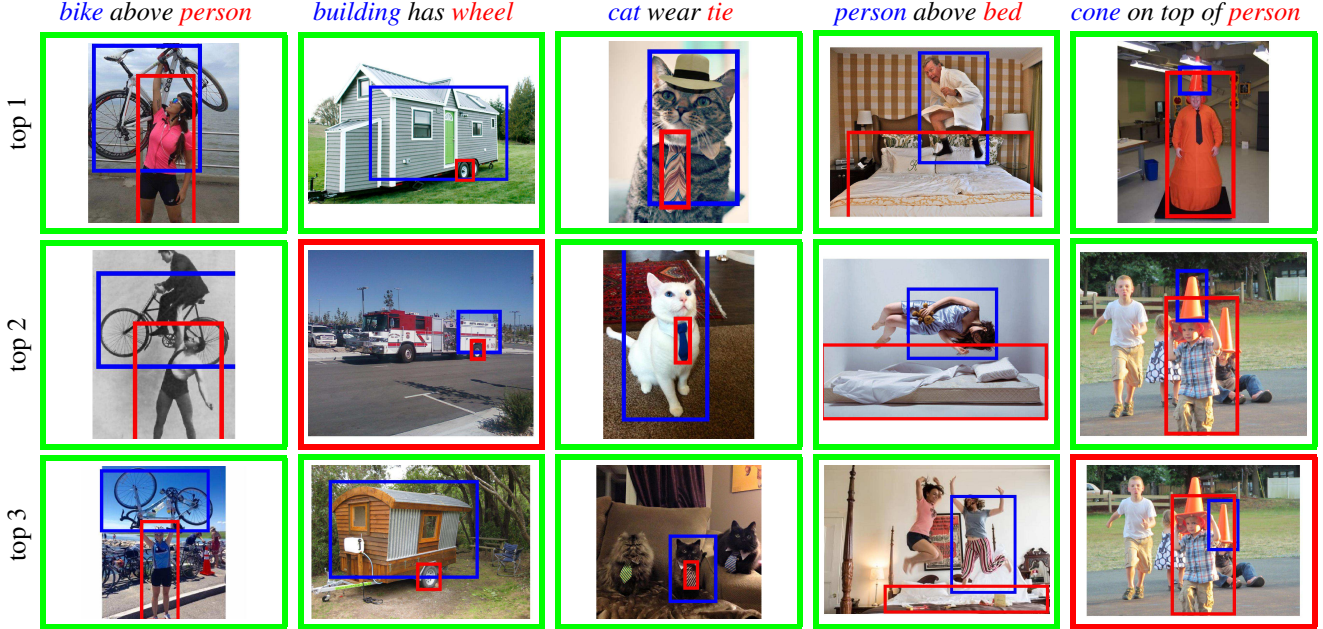 bike above person building has wheel cat wear tie person above bed cone on top of person
top 1
top 2
top 3